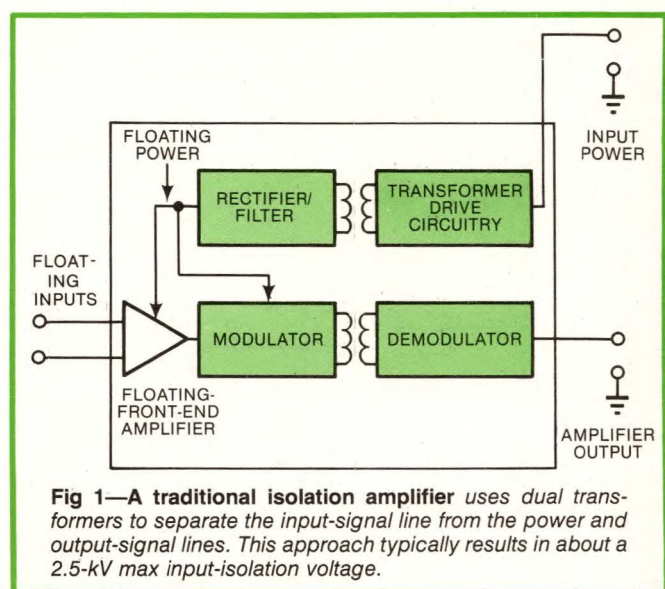 FLOATING
POWER
RECTIFIER/
FILTER
TRANSFORMER
DRIVE
CIRCUITRY
INPUT
POWER
FLOAT-
ING
INPUTS
MODULATOR
DEMODULATOR
FLOATING-
FRONT-END
AMPLIFIER
AMPLIFIER
OUTPUT
Fig 1—A traditional isolation amplifier uses dual trans-
formers to separate the input-signal line from the power and
output-signal lines. This approach typically results in about a
2.5-kV max input-isolation voltage.